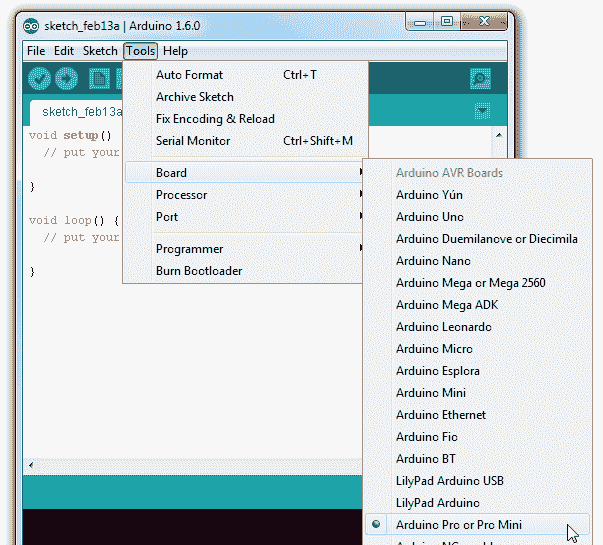 sketch_feb13a | Arduino 1.6.0
File Edit Sketch Tools Help
Auto Format Ctrl+T
Archive Sketch
Fix Encoding & Reload
Serial Monitor Ctrl+Shift+M
Board
Processor
Port
Programmer
Burn Bootloader
sketch_feb13a
void setup()
// put your
}
void loop() {
// put your
}
Arduino AVR Boards
Arduino Yún
Arduino Uno
Arduino Duemilanove or Diecimila
Arduino Nano
Arduino Mega or Mega 2560
Arduino Mega ADK
Arduino Leonardo
Arduino Micro
Arduino Esplora
Arduino Mini
Arduino Ethernet
Arduino Fio
Arduino BT
LilyPad Arduino USB
LilyPad Arduino
Arduino Pro or Pro Mini